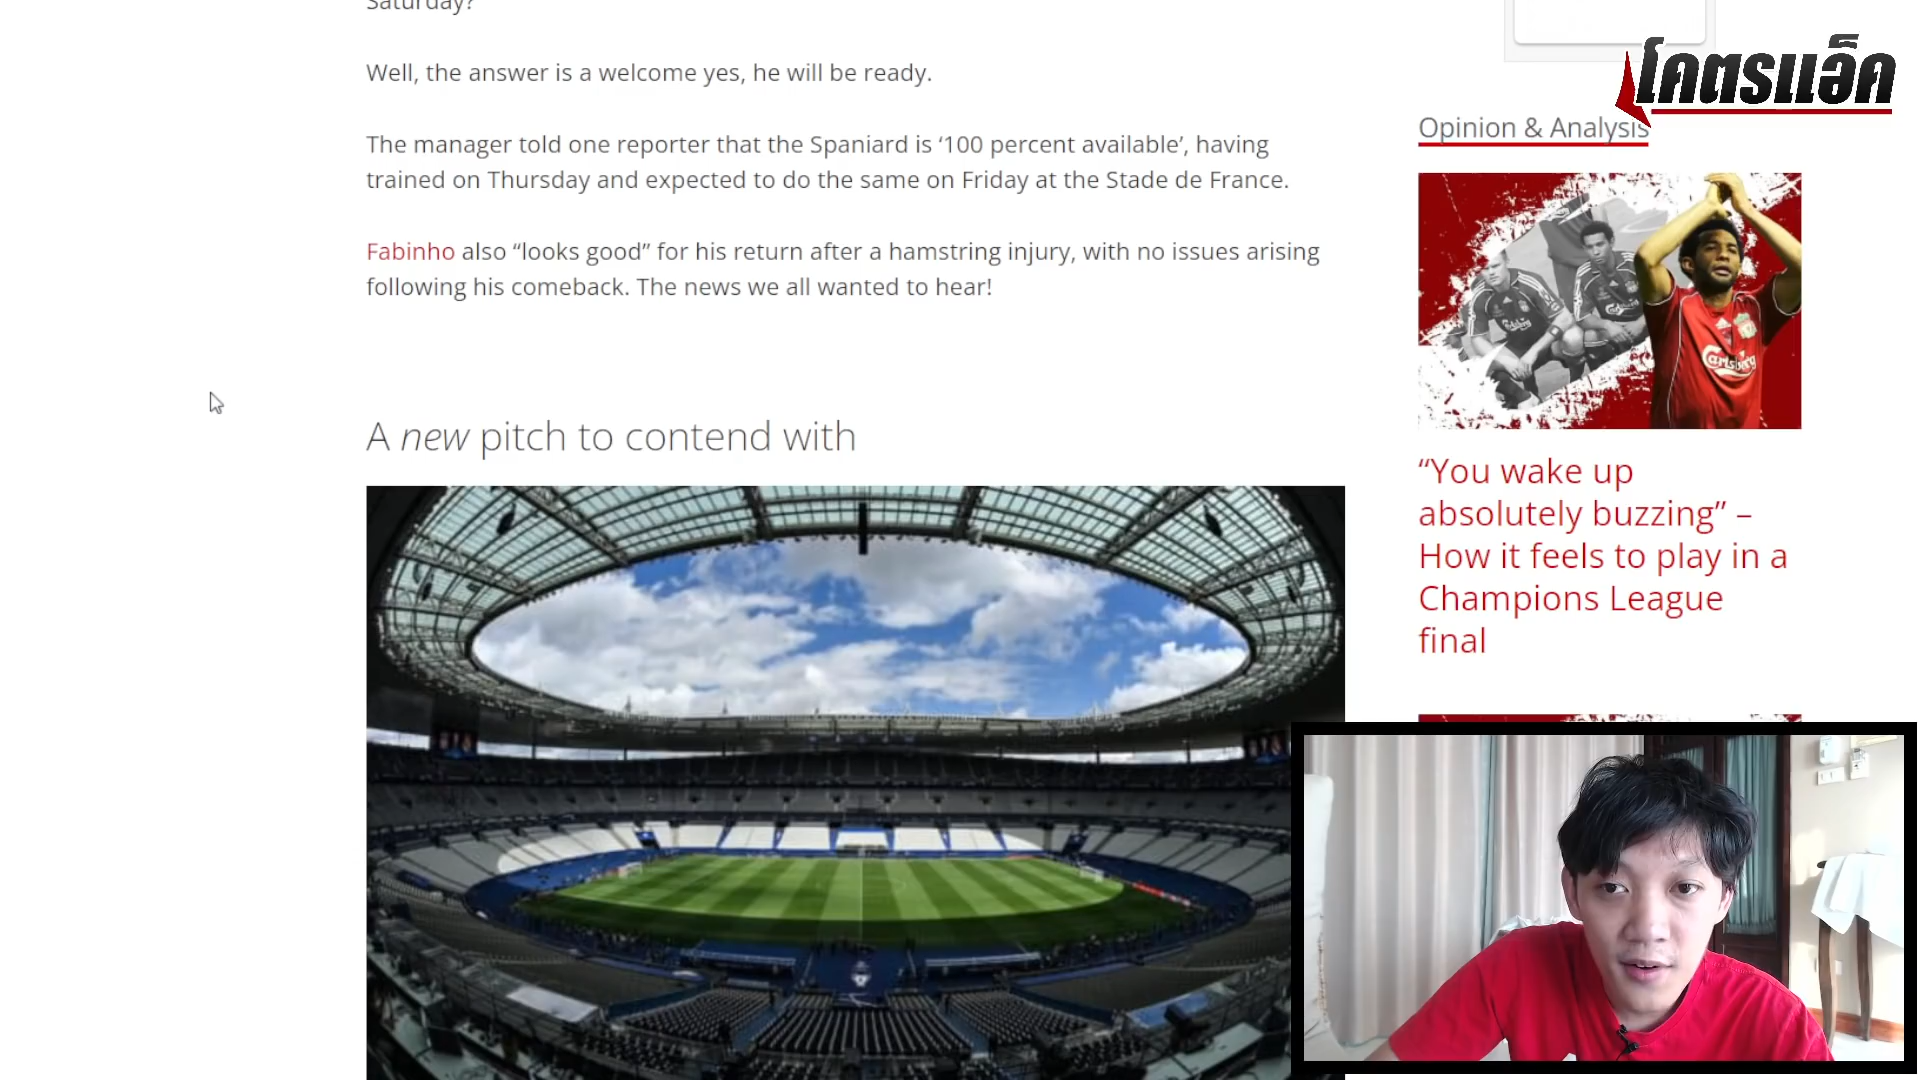 Saturday?
Well, the answer is a welcome yes, he will be ready.
The manager told one reporter that the Spaniard is ‘100 percent available’, having
trained on Thursday and expected to do the same on Friday at the Stade de France.
Fabinho also “looks good” for his return after a hamstring injury, with no issues arising
following his comeback. The news we all wanted to hear!
A new pitch to contend with
โคตรแอ็ค
Opinion & Analysis
Carlsberg
“You wake up
absolutely buzzing” –
How it feels to play in a
Champions League
final